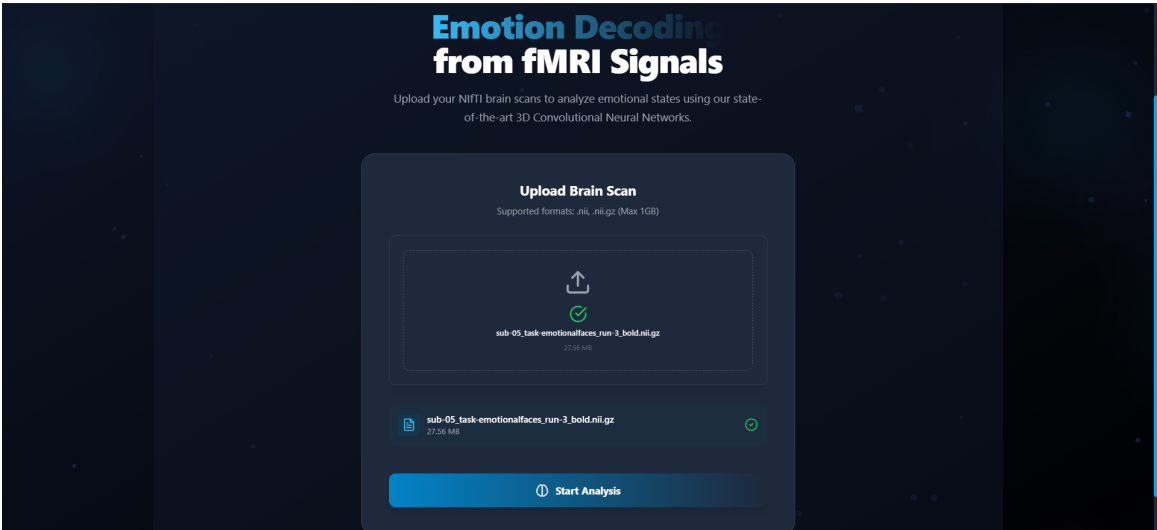 Emotion Decoding
from fMRI Signals
Upload your NIfTI brain scans to analyze emotional states using our state-
of-the-art 3D Convolutional Neural Networks.
Upload Brain Scan
Supported formats: .nii, .nii.gz (Max 1GB)
sub-05_task-emotionalfaces_run-3_bold.nii.gz
27.56 MB
sub-05_task-emotionalfaces_run-3_bold.nii.gz
27.56 MB
Start Analysis